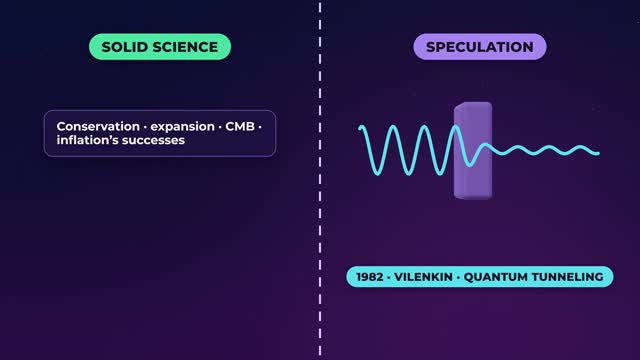 SOLID SCIENCE
Conservation · expansion · CMB ·
inflation's successes
SPECULATION
1982 · VILENKIN · QUANTUM TUNNELING